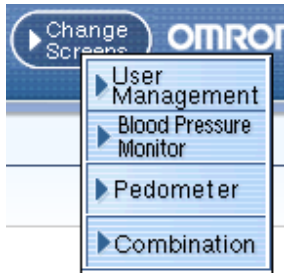 Change
Screens
OMRON
User
Management
Blood Pressure
Monitor
Pedometer
Combination